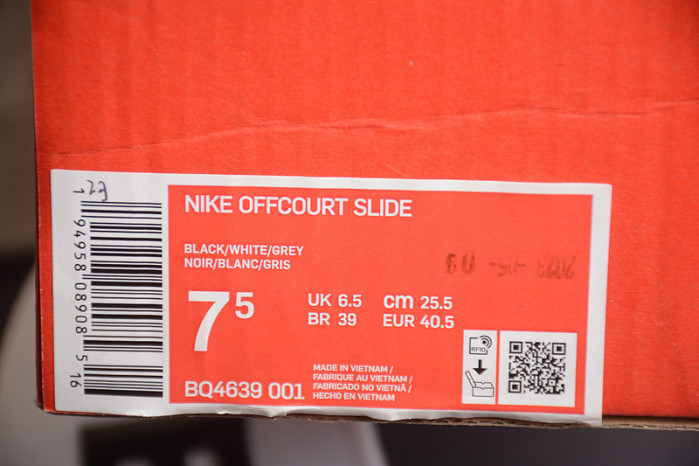 NIKE OFFCOURT SLIDE
BLACK/WHITE/GREY
NOIR/BLANC/GRIS
7 5
UK 6.5 cm 25.5
BR 39 EUR 40.5
MADE IN VIETNAM /
FABRIQUE AU VIETNAM /
FABRICADO NO VIETNÃ /
HECHO EN VIETNAM
BQ4639 001
RFID
1 94958 08908 5 16